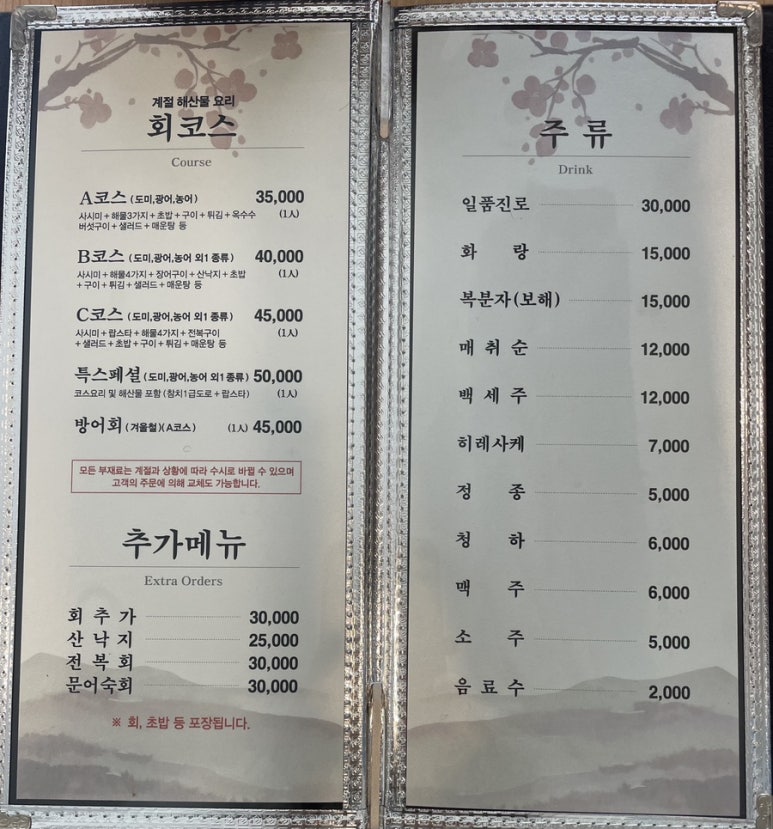 계절 해산물 요리
회코스
Course
A코스 (도미,광어,농어) 35,000
사시미 + 해물3가지 + 초밥 + 구이 + 튀김 + 옥수수 (1人)
버섯구이 + 샐러드 + 매운탕 등
B코스 (도미,광어,농어 외1 종류) 40,000
사시미 + 해물4가지 + 장어구이 + 산낙지 + 초밥 (1人)
+ 구이 + 튀김 + 샐러드 + 매운탕 등
C코스 (도미,광어,농어 외1 종류) 45,000
사시미 + 랍스타 + 해물4가지 + 전복구이 (1人)
+ 샐러드 + 초밥 + 구이 + 튀김 + 매운탕 등
특스페셜 (도미,광어,농어 외1 종류) 50,000
코스요리 및 해산물 포함 (참치1급도로 + 랍스타) (1人)
방어회 (겨울철)(A코스) (1人) 45,000
모든 부재료는 계절과 상황에 따라 수시로 바뀔 수 있으며
고객의 주문에 의해 교체도 가능합니다.
추가메뉴
Extra Orders
회 추 가 30,000
산 낙 지 25,000
전 복 회 30,000
문어숙회 30,000
※ 회, 초밥 등 포장됩니다.
주 류
Drink
일품진로 30,000
화 랑 15,000
복분자(보해) 15,000
매 취 순 12,000
백 세 주 12,000
히레사케 7,000
정 종 5,000
청 하 6,000
맥 주 6,000
소 주 5,000
음 료 수 2,000